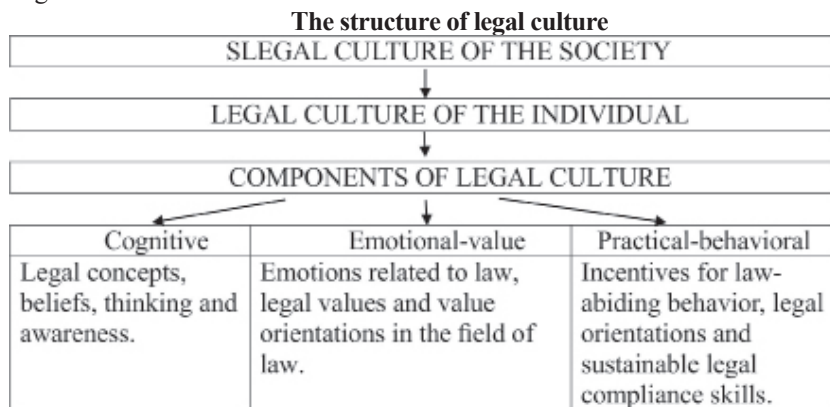 The structure of legal culture
SLEGAL CULTURE OF THE SOCIETY
LEGAL CULTURE OF THE INDIVIDUAL
COMPONENTS OF LEGAL CULTURE
Cognitive
Legal concepts,
beliefs, thinking and
awareness.
Emotional-value
Emotions related to law,
legal values and value
orientations in the field of
law.
Practical-behavioral
Incentives for law-
abiding behavior, legal
orientations and
sustainable legal
compliance skills.